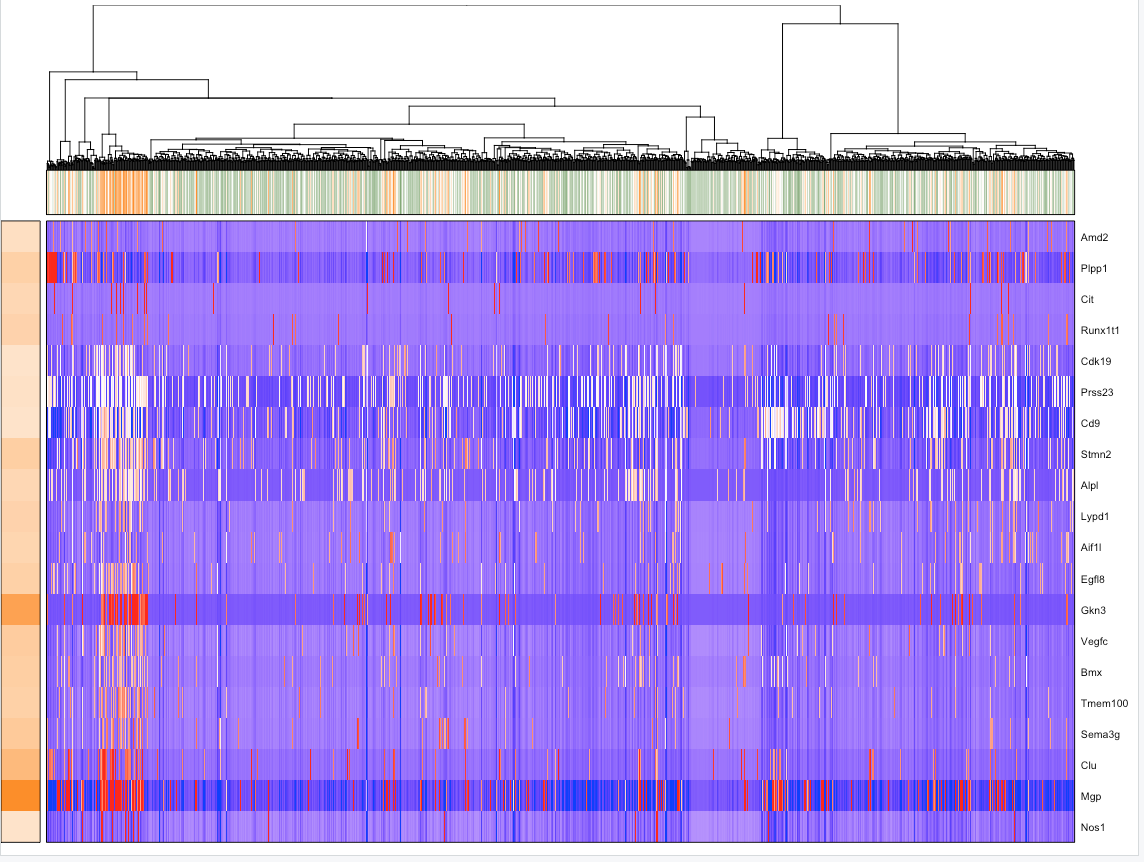 Amd2
Plpp1
Cit
Runx1t1
Cdk19
Prss23
Cd9
Stmn2
Alpl
Lypd1
Aif1l
Egfl8
Gkn3
Vegfc
Bmx
Tmem100
Sema3g
Clu
Mgp
Nos1